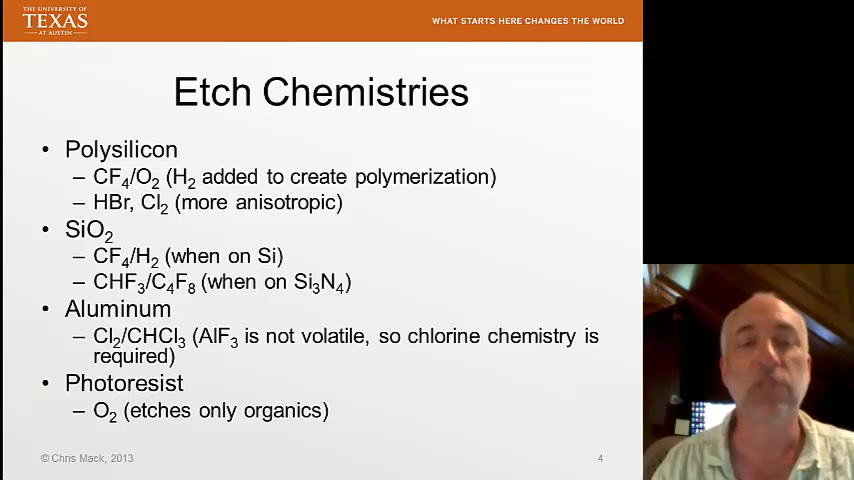 THE UNIVERSITY OF
TEXAS
AT AUSTIN
WHAT STARTS HERE CHANGES THE WORLD
Etch Chemistries
• Polysilicon
– CF₄/O₂ (H₂ added to create polymerization)
– HBr, Cl₂ (more anisotropic)
• SiO₂
– CF₄/H₂ (when on Si)
– CHF₃/C₄F₈ (when on Si₃N₄)
• Aluminum
– Cl₂/CHCl₃ (AlF₃ is not volatile, so chlorine chemistry is
required)
• Photoresist
– O₂ (etches only organics)
© Chris Mack, 2013
4